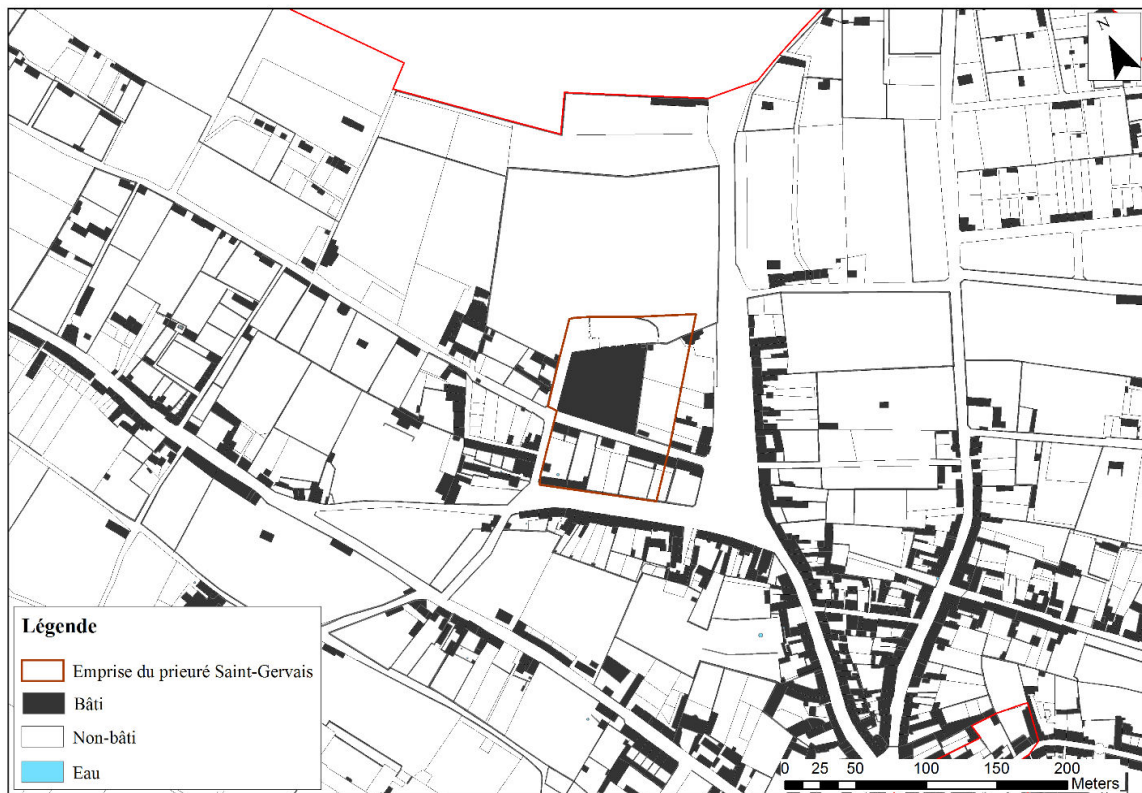 N
Légende
Emprise du prieuré Saint-Gervais
Bâti
Non-bâti
Eau
0 25 50 100 150 200
Meters